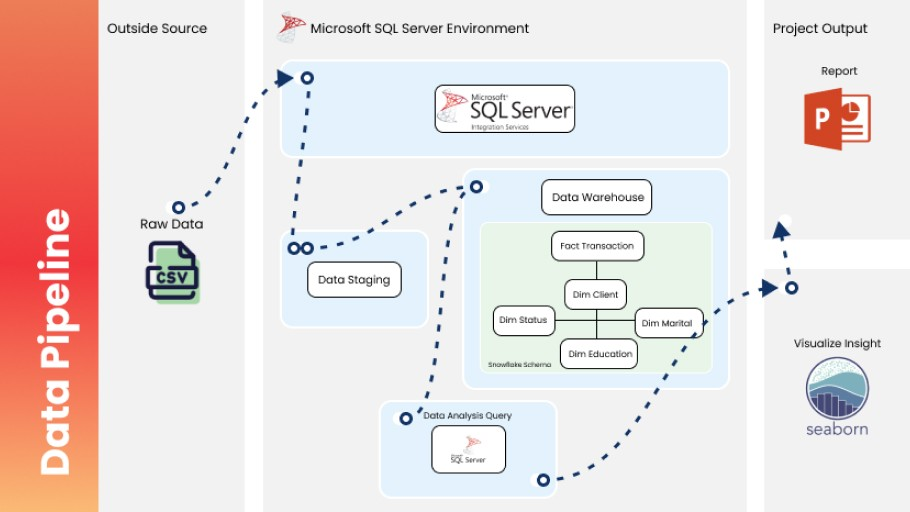 Data Pipeline
Outside Source
Raw Data
CSV
Microsoft SQL Server Environment
Microsoft®
SQL Server
Integration Services
Data Staging
Data Warehouse
Fact Transaction
Dim Client
Dim Status
Dim Marital
Dim Education
Snowflake Schema
Data Analysis Query
SQL Server
Project Output
Report
P
Visualize Insight
seaborn